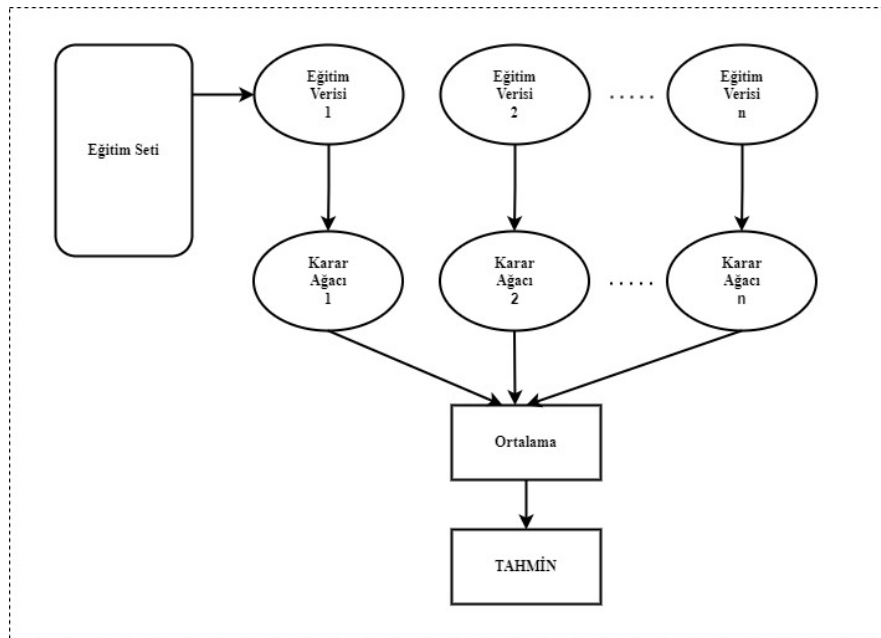 Eğitim Seti
Eğitim
Verisi
1
Eğitim
Verisi
2
.....
Eğitim
Verisi
n
Karar
Ağacı
1
Karar
Ağacı
2
.....
Karar
Ağacı
n
Ortalama
TAHMİN